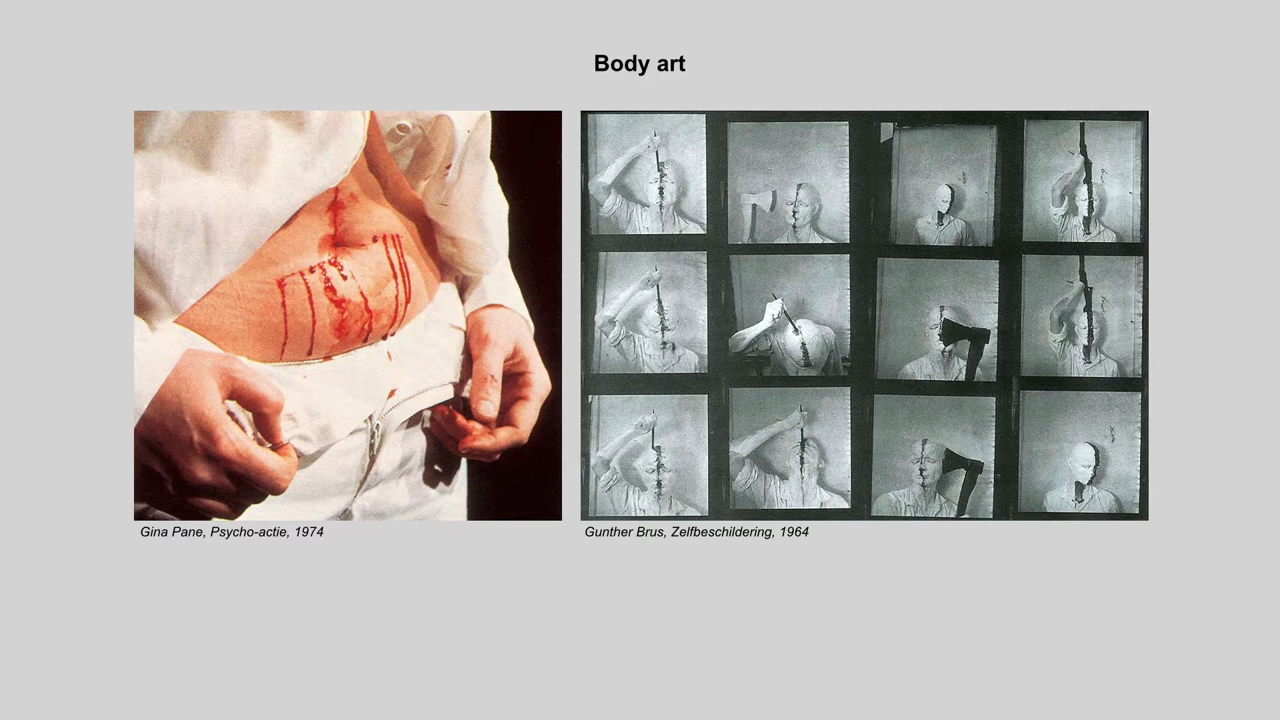 Body art
Gina Pane, Psycho-actie, 1974
Gunther Brus, Zelfbeschildering, 1964